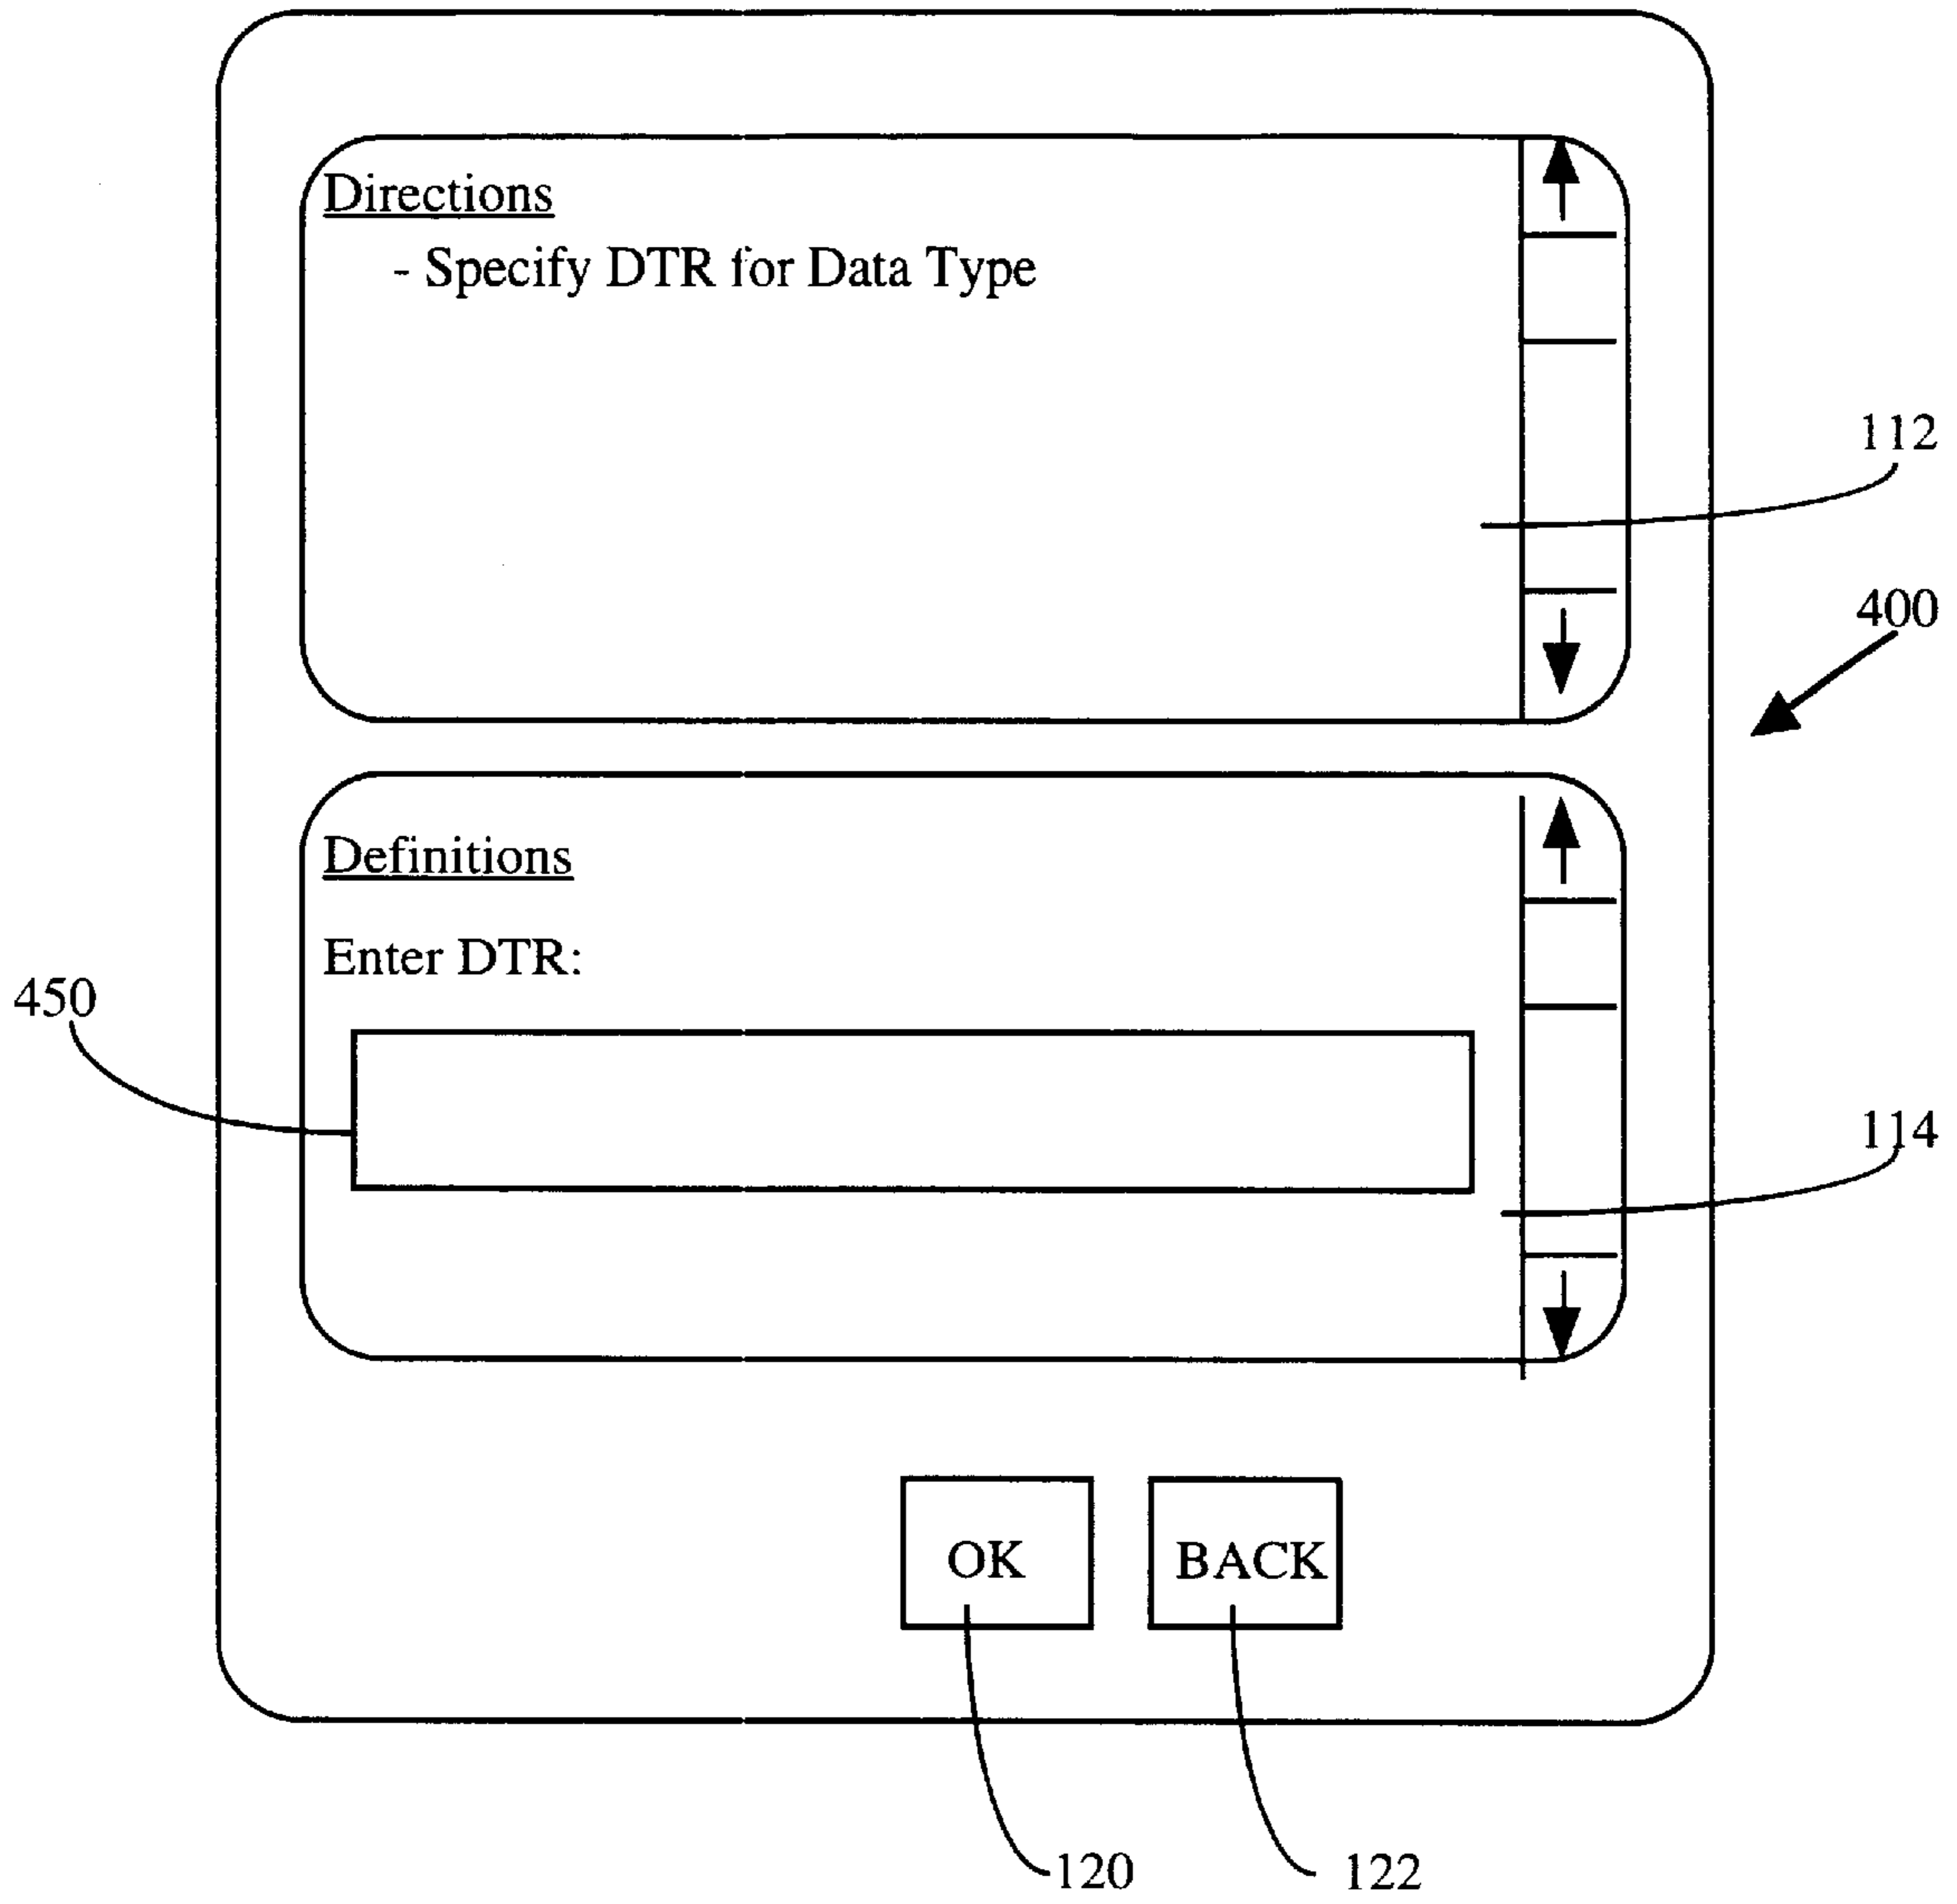 Directions
- Specify DTR for Data Type
112
400
Definitions
Enter DTR:
450
114
OK
BACK
120
122